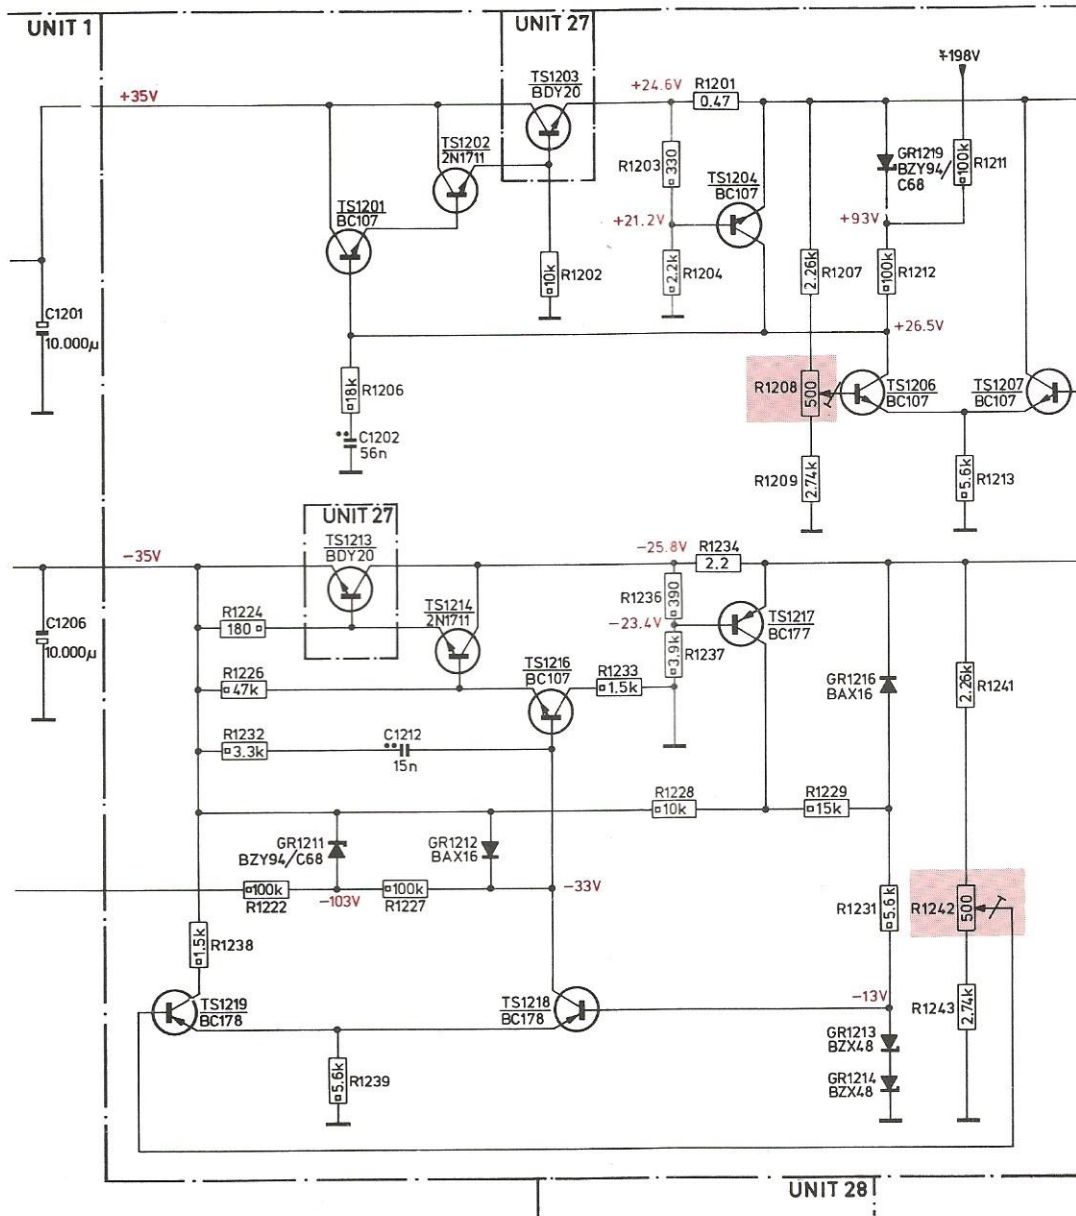 UNIT 1
UNIT 27
+198V
+35V
TS1203
BDY20
+24.6V
R1201
0.47
TS1202
2N1711
R1203
330
TS1204
BC107
GR1219
BZY94/
C68
R1211
100k
TS1201
BC107
+21.2V
+93V
R1202
10k
R1204
2.2k
R1207
2.26k
R1212
100k
C1201
10.000µ
+26.5V
R1206
18k
R1208
500
TS1206
BC107
TS1207
BC107
C1202
56n
R1209
2.74k
R1213
5.6k
UNIT 27
-35V
TS1213
BDY20
-25.8V
R1234
2.2
R1224
180
TS1214
2N1711
R1236
390
TS1217
BC177
C1206
10.000µ
-23.4V
R1237
3.9k
R1226
47k
TS1216
BC107
R1233
1.5k
GR1216
BAX16
R1241
2.26k
R1232
3.3k
C1212
15n
R1228
10k
R1229
15k
GR1211
BZY94/C68
GR1212
BAX16
100k
R1222
-103V
100k
R1227
-33V
R1231
5.6k
R1242
500
R1238
1.5k
-13V
TS1219
BC178
TS1218
BC178
R1243
2.74k
GR1213
BZX48
R1239
5.6k
GR1214
BZX48
UNIT 28